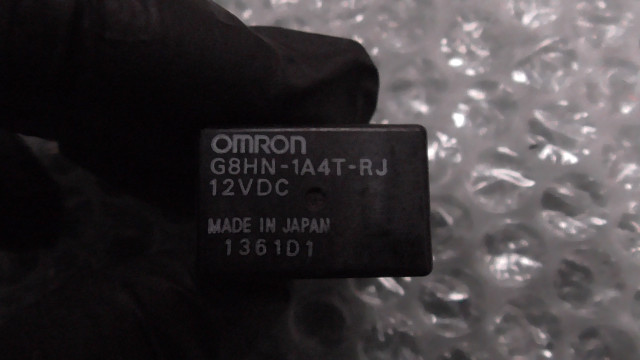 OMRON
G8HN-1A4T-RJ
12VDC
MADE IN JAPAN
1361D1